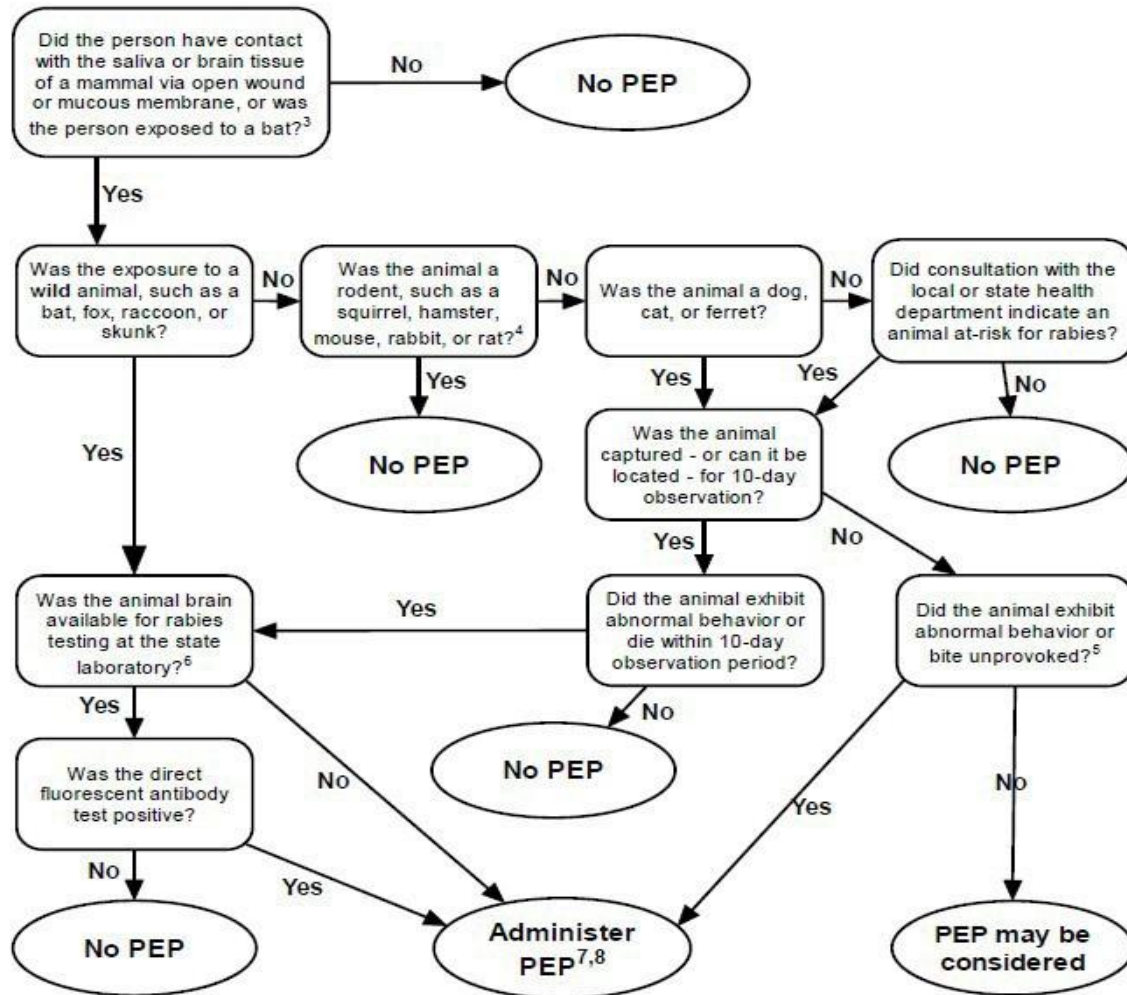 Did the person have contact
with the saliva or brain tissue
of a mammal via open wound
or mucous membrane, or was
the person exposed to a bat?3
No
No PEP
Yes
Was the exposure to a
wild animal, such as a
bat, fox, raccoon, or
skunk?
No
Was the animal a
rodent, such as a
squirrel, hamster,
mouse, rabbit, or rat?4
No
Was the animal a dog,
cat, or ferret?
No
Did consultation with the
local or state health
department indicate an
animal at-risk for rabies?
Yes
Yes
Yes
Yes
No
No PEP
Was the animal
captured - or can it be
located - for 10-day
observation?
No PEP
Yes
No
Was the animal brain
available for rabies
testing at the state
laboratory?6
Yes
Did the animal exhibit
abnormal behavior or
die within 10-day
observation period?
Did the animal exhibit
abnormal behavior or
bite unprovoked?5
Yes
No
No
No PEP
Was the direct
fluorescent antibody
test positive?
Yes
No
No
Yes
No PEP
Administer
PEP7,8
PEP may be
considered